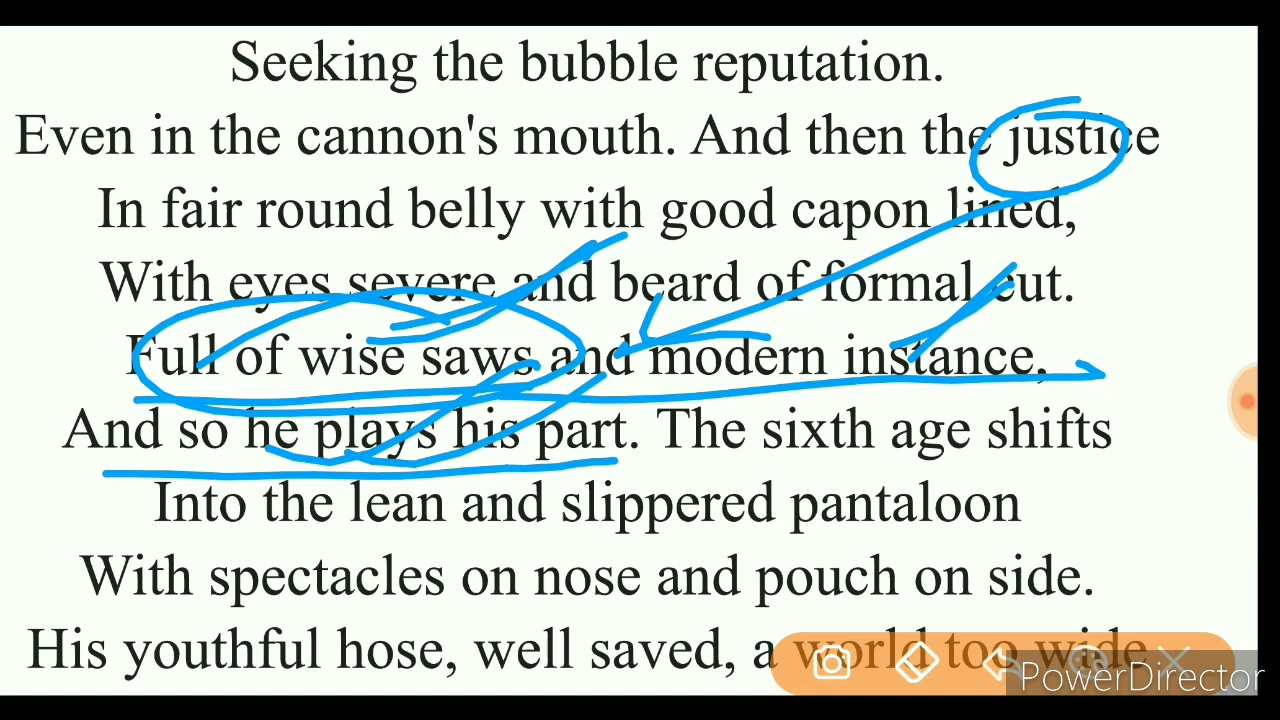 Seeking the bubble reputation.
Even in the cannon's mouth. And then the justice
In fair round belly with good capon lined,
With eyes severe and beard of formal cut.
Full of wise saws and modern instance,
And so he plays his part. The sixth age shifts
Into the lean and slippered pantaloon
With spectacles on nose and pouch on side.
His youthful hose, well saved, a world too wide
PowerDirector